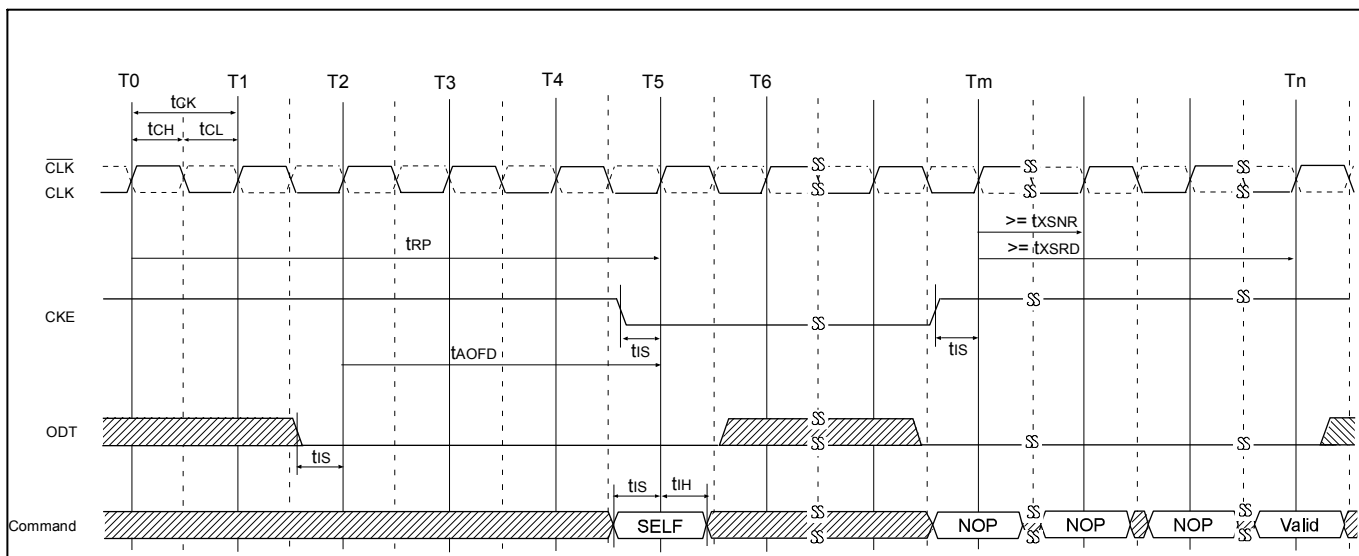 T0 T1 T2 T3 T4 T5 T6 Tm Tn
tCK
tCH tCL
CLK
CLK
>= tXSNR
tRP
>= tXSRD
CKE
tIS tIS
tAOFD
ODT
tIS
tIS tIH
Command SELF NOP NOP NOP Valid